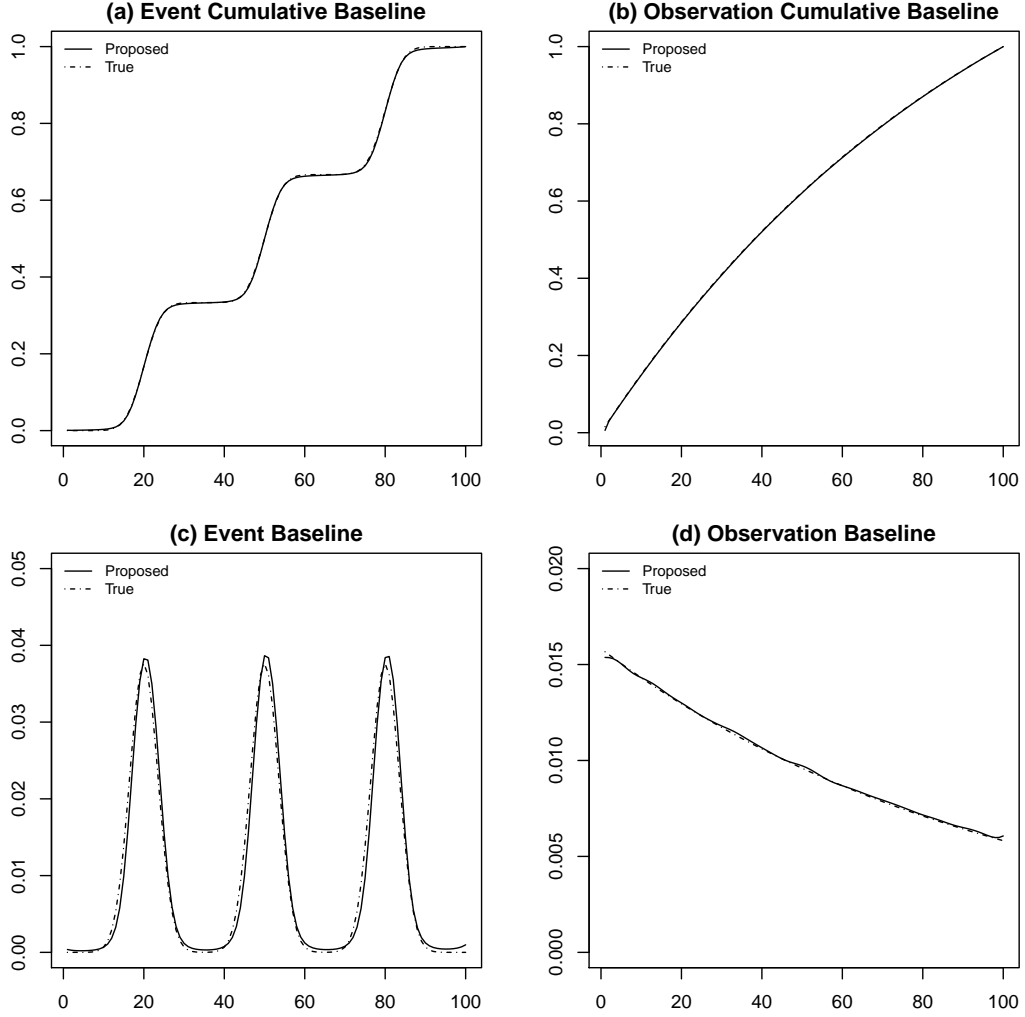 (a) Event Cumulative Baseline
Proposed
True
1.0
0.8
0.6
0.4
0.2
0.0
0 20 40 60 80 100
(b) Observation Cumulative Baseline
Proposed
True
1.0
0.8
0.6
0.4
0.2
0.0
0 20 40 60 80 100
(c) Event Baseline
Proposed
True
0.05
0.04
0.03
0.02
0.01
0.00
0 20 40 60 80 100
(d) Observation Baseline
Proposed
True
0.020
0.015
0.010
0.005
0.000
0 20 40 60 80 100